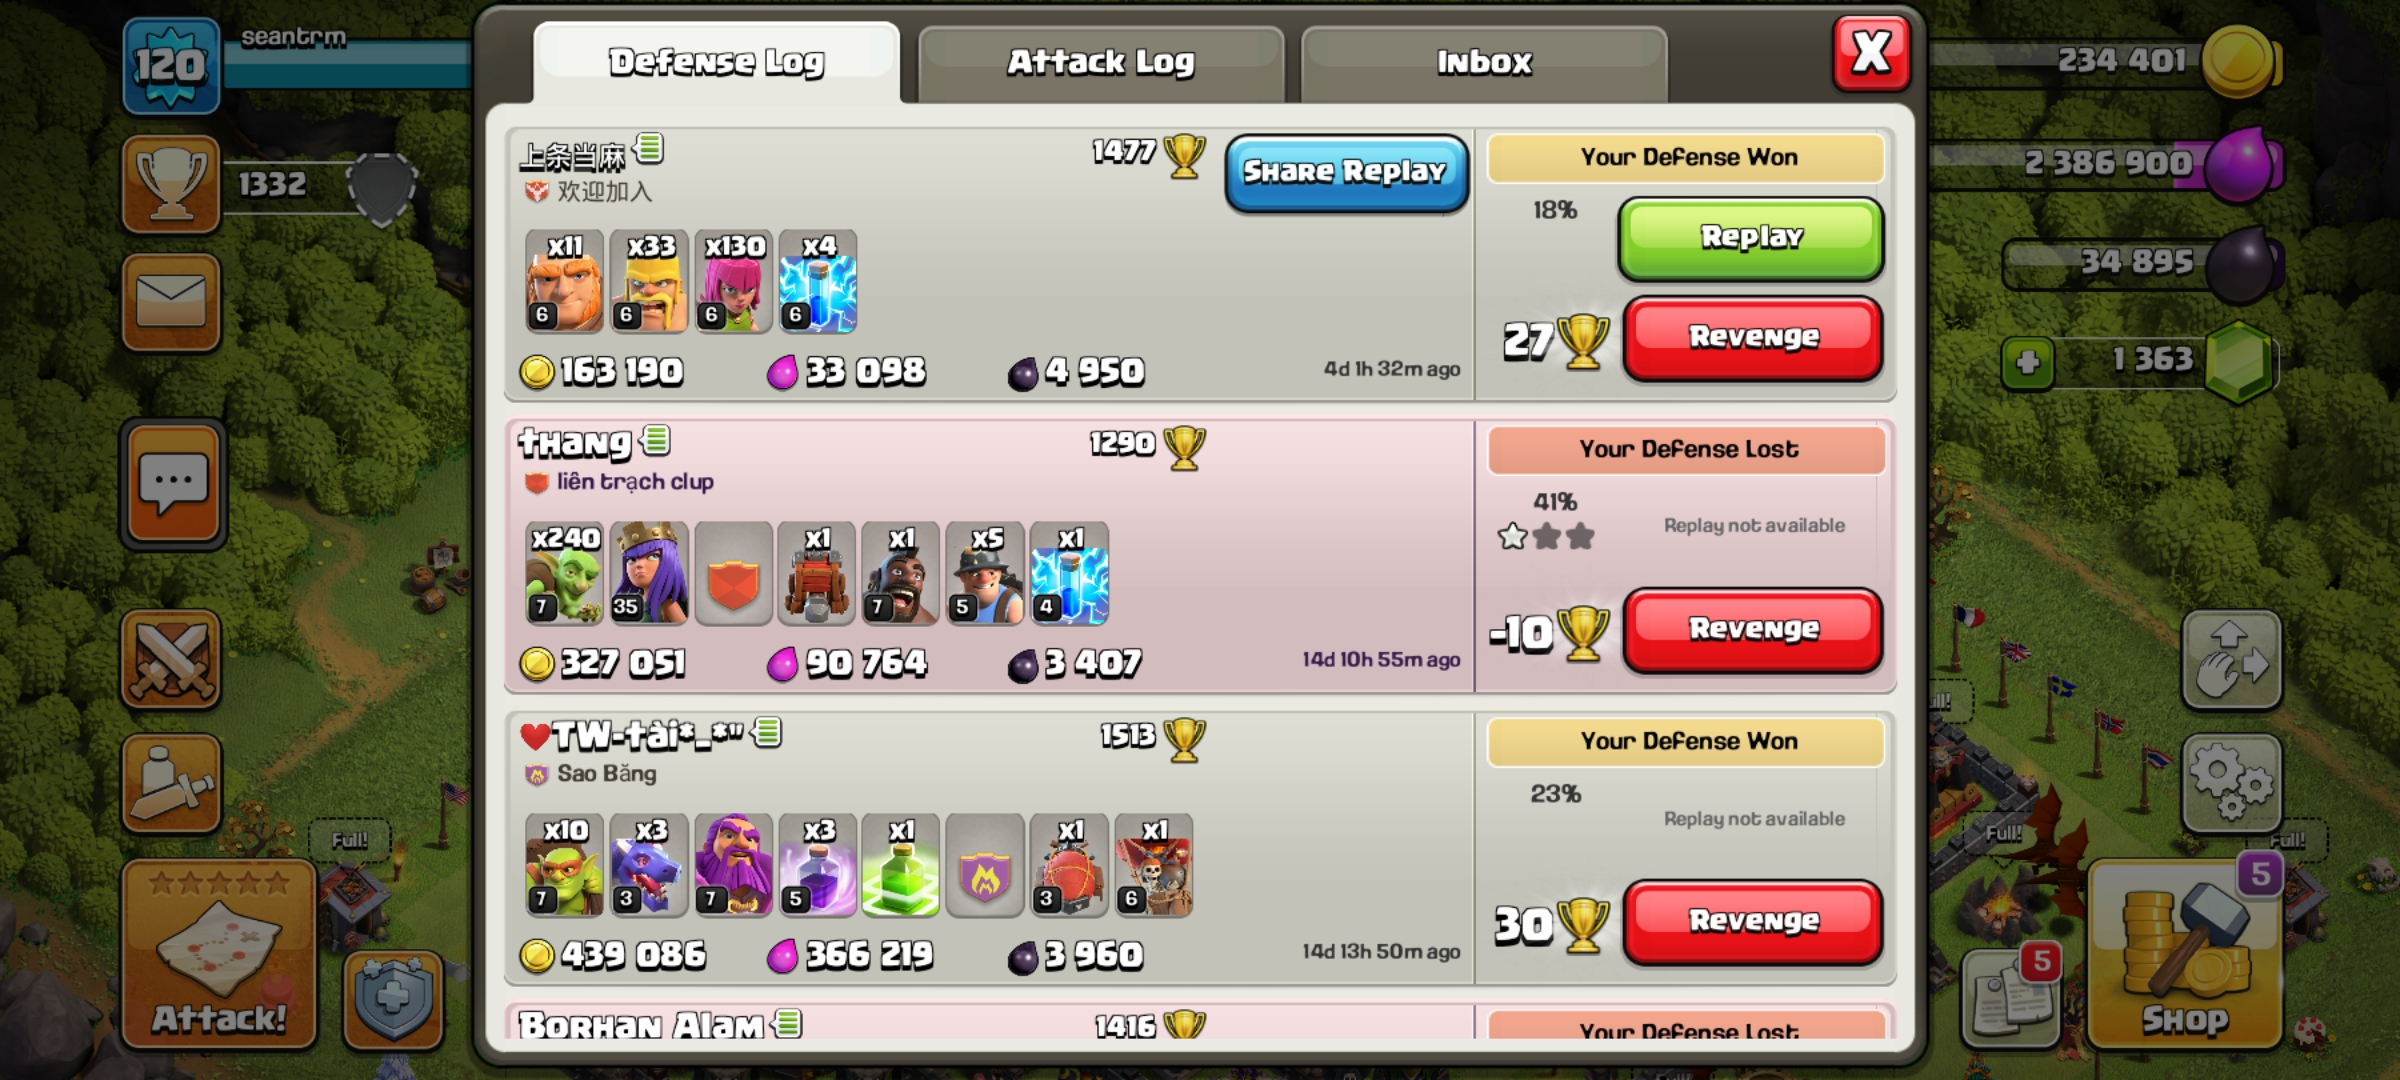 120
seantrm
Defense Log
Attack Log
Inbox
X
234 401
1332
2 386 900
34 895
1 363
上条当麻
1477
Share Replay
Your Defense Won
欢迎加入
18%
Replay
x11
x33
x130
x4
6
6
6
6
27
Revenge
163 190
33 098
4 950
4d 1h 32m ago
tHang
1290
Your Defense Lost
liên trạch clup
41%
Replay not available
x240
x1
x1
x5
x1
7
35
7
5
4
-10
Revenge
327 051
90 764
3 407
14d 10h 55m ago
TW-tài*_*"
1513
Your Defense Won
Sao Băng
23%
Replay not available
x10
x3
x3
x1
x1
x1
7
3
7
5
3
6
30
Revenge
439 086
366 219
3 960
14d 13h 50m ago
Borhan Alam
1416
Your Defense Lost
Full!
Attack!
Full!
Full!
5
5
Shop